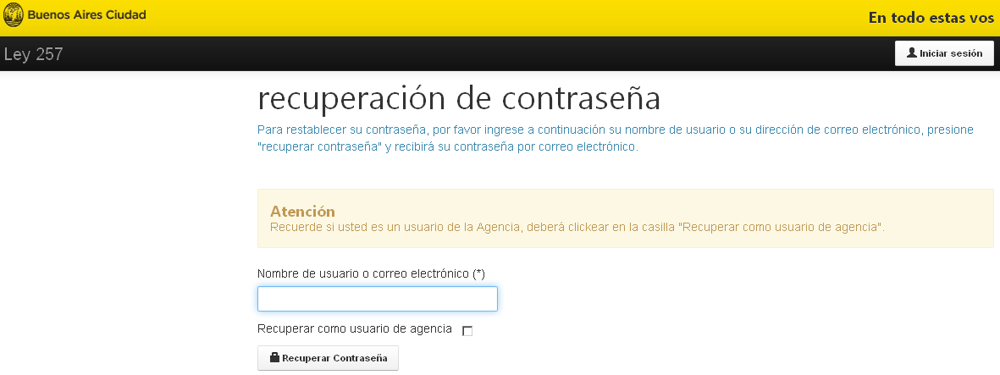 Buenos Aires Ciudad
En todo estas vos
Ley 257
Iniciar sesión
recuperación de contraseña
Para restablecer su contraseña, por favor ingrese a continuación su nombre de usuario o su dirección de correo electrónico, presione
"recuperar contraseña" y recibirá su contraseña por correo electrónico.
Atención
Recuerde si usted es un usuario de la Agencia, deberá clickear en la casilla "Recuperar como usuario de agencia".
Nombre de usuario o correo electrónico (*)
Recuperar como usuario de agencia
Recuperar Contraseña